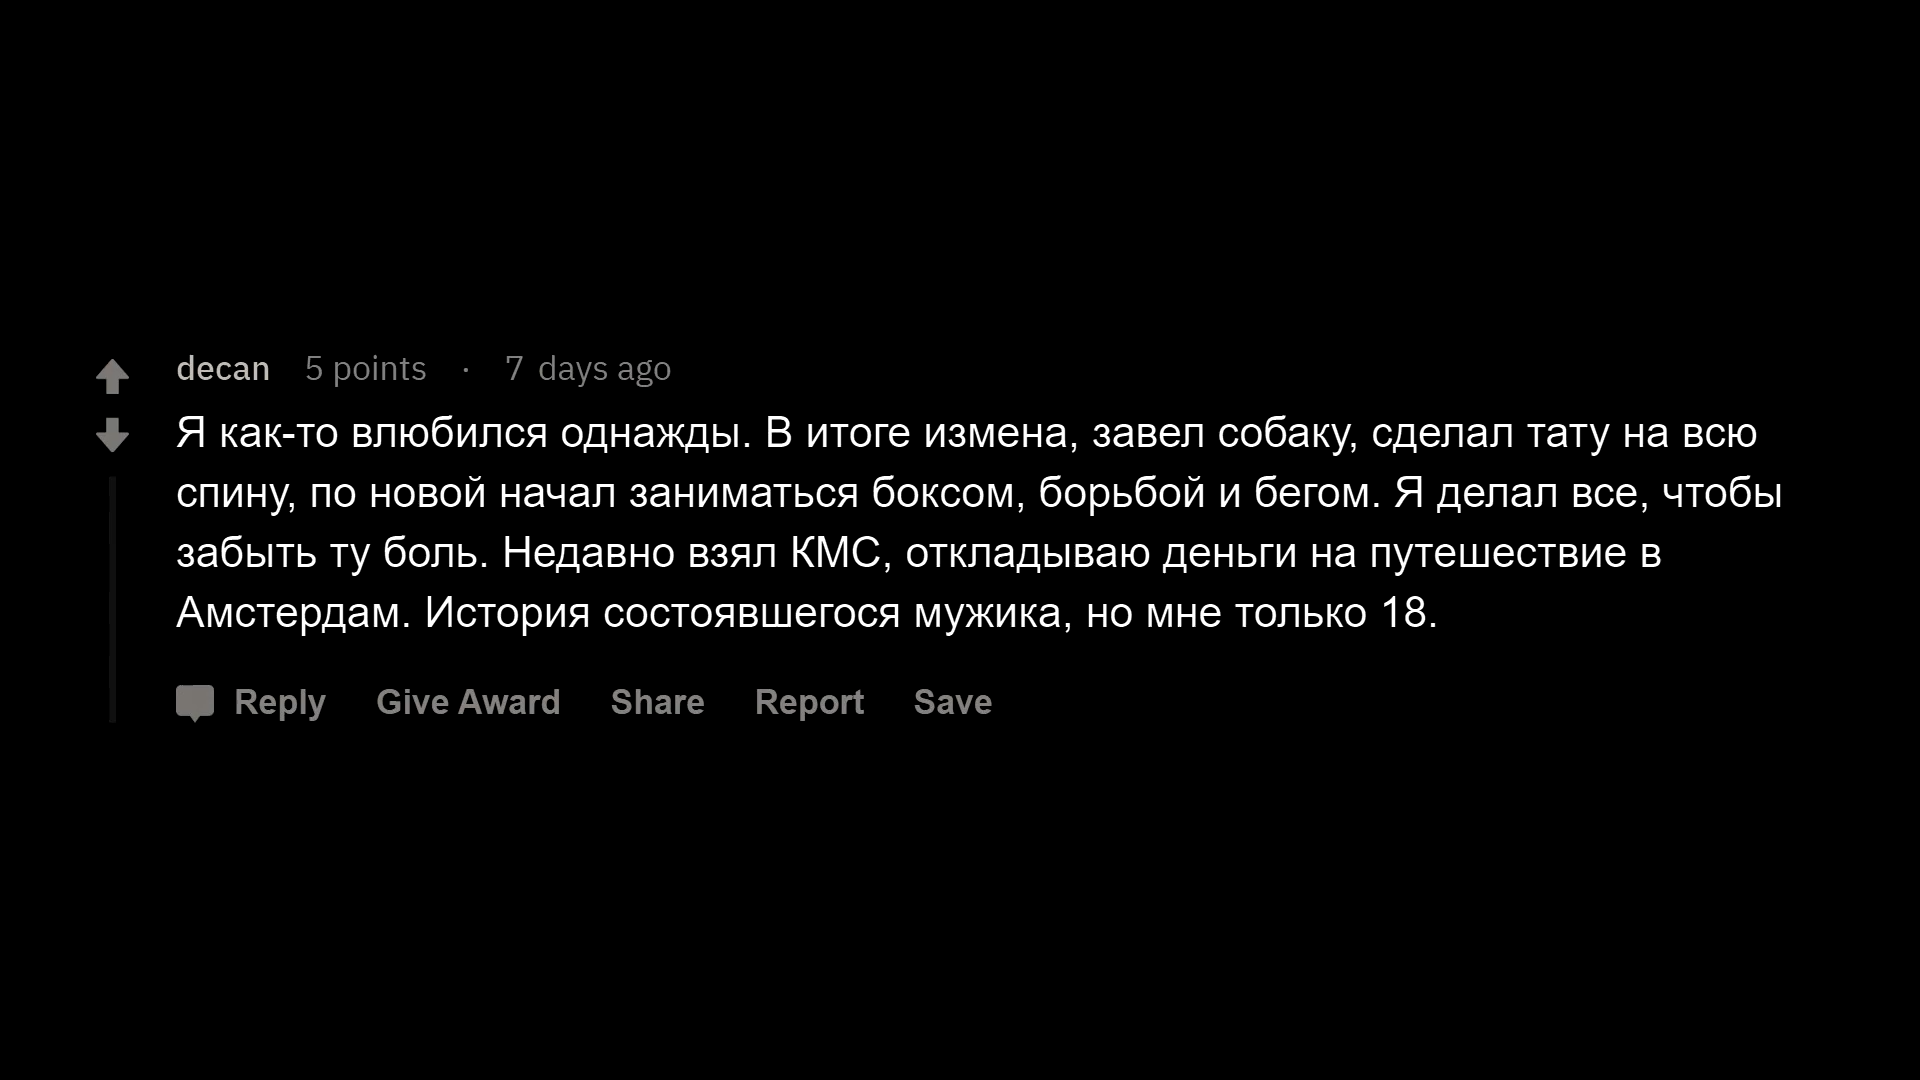 decan 5 points · 7 days ago
Я как-то влюбился однажды. В итоге измена, завел собаку, сделал тату на всю
спину, по новой начал заниматься боксом, борьбой и бегом. Я делал все, чтобы
забыть ту боль. Недавно взял КМС, откладываю деньги на путешествие в
Амстердам. История состоявшегося мужика, но мне только 18.
Reply Give Award Share Report Save